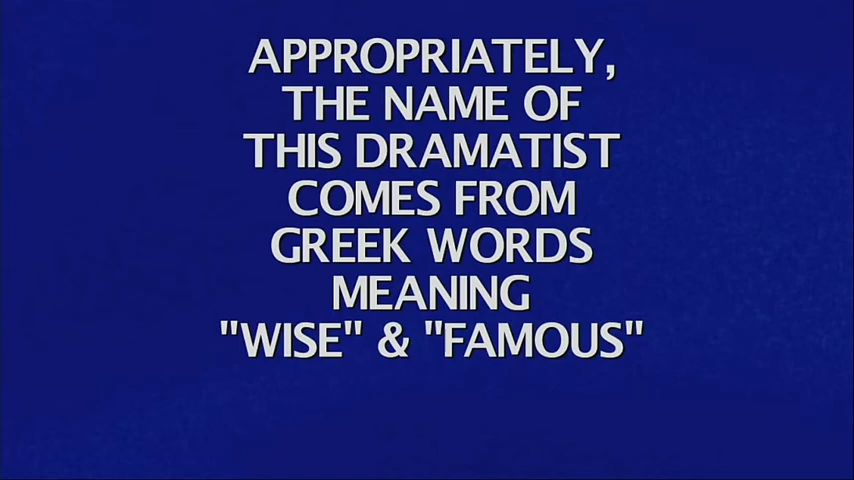 APPROPRIATELY,
THE NAME OF
THIS DRAMATIST
COMES FROM
GREEK WORDS
MEANING
"WISE" & "FAMOUS"